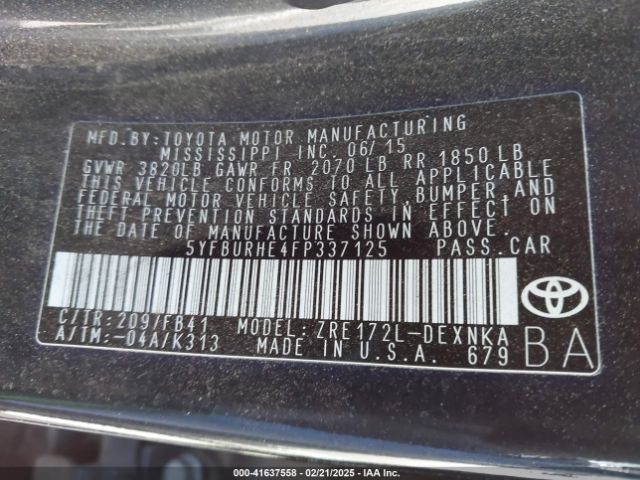 MFD.BY:TOYOTA MOTOR MANUFACTURING
MISSISSIPPI INC. 06/15
GVWR 3820LB GAWR FR 2070 LB RR 1850 LB
THIS VEHICLE CONFORMS TO ALL APPLICABLE
FEDERAL MOTOR VEHICLE SAFETY,BUMPER,AND
THEFT PREVENTION STANDARDS IN EFFECT ON
THE DATE OF MANUFACTURE SHOWN ABOVE.
5YFBURHE4FP337125 PASS.CAR
C/TR:209/FB41 MODEL: ZRE172L-DEXNKA
A/TM:-04A/K313 MADE IN U.S.A. 679
BA
000-41637558 - 02/21/2025 - IAA Inc.